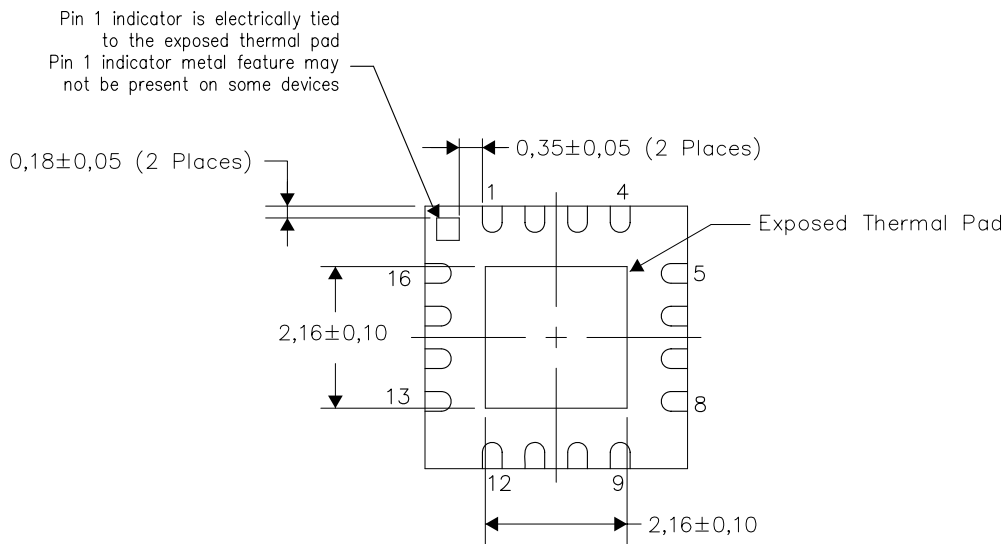 Pin 1 indicator is electrically tied
to the exposed thermal pad
Pin 1 indicator metal feature may
not be present on some devices
0,18±0,05 (2 Places)
0,35±0,05 (2 Places)
1
4
Exposed Thermal Pad
16
5
2,16±0,10
13
8
12
9
2,16±0,10